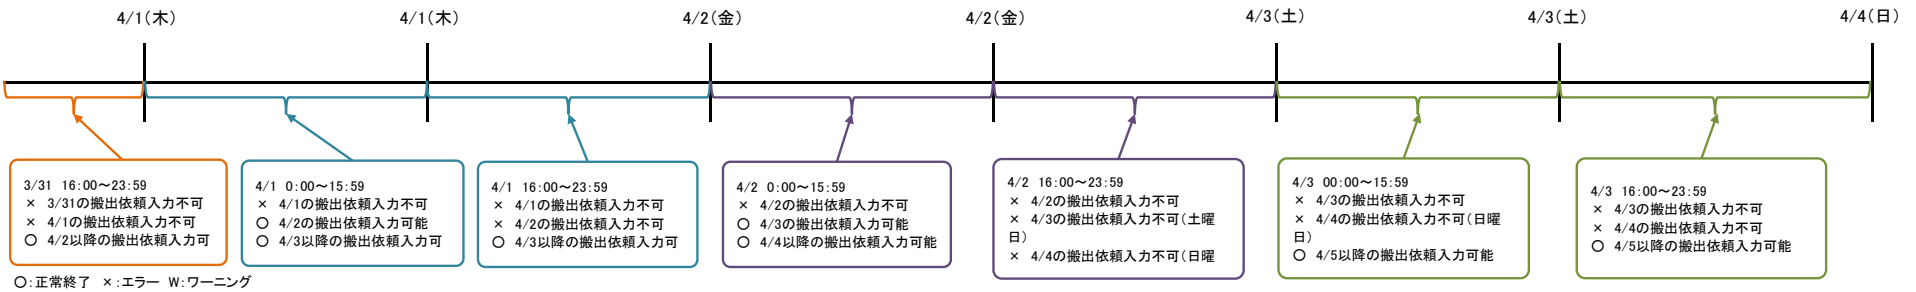 4/1(木)
4/1(木)
4/2(金)
4/2(金)
4/3(土)
4/3(土)
4/4(日)
3/31 16:00～23:59
× 3/31の搬出依頼入力不可
× 4/1の搬出依頼入力不可
〇 4/2以降の搬出依頼入力可
4/1 0:00～15:59
× 4/1の搬出依頼入力不可
〇 4/2の搬出依頼入力可能
〇 4/3以降の搬出依頼入力可
4/1 16:00～23:59
× 4/1の搬出依頼入力不可
× 4/2の搬出依頼入力不可
〇 4/3以降の搬出依頼入力可
4/2 0:00～15:59
× 4/2の搬出依頼入力不可
〇 4/3の搬出依頼入力可能
〇 4/4以降の搬出依頼入力可能
4/2 16:00～23:59
× 4/2の搬出依頼入力不可
× 4/3の搬出依頼入力不可(土曜
日)
× 4/4の搬出依頼入力不可(日曜
4/3 00:00～15:59
× 4/3の搬出依頼入力不可
× 4/4の搬出依頼入力不可(日曜
日)
〇 4/5以降の搬出依頼入力可能
4/3 16:00～23:59
× 4/3の搬出依頼入力不可
× 4/4の搬出依頼入力不可
〇 4/5以降の搬出依頼入力可能
〇:正常終了 ×:エラー W:ワーニング